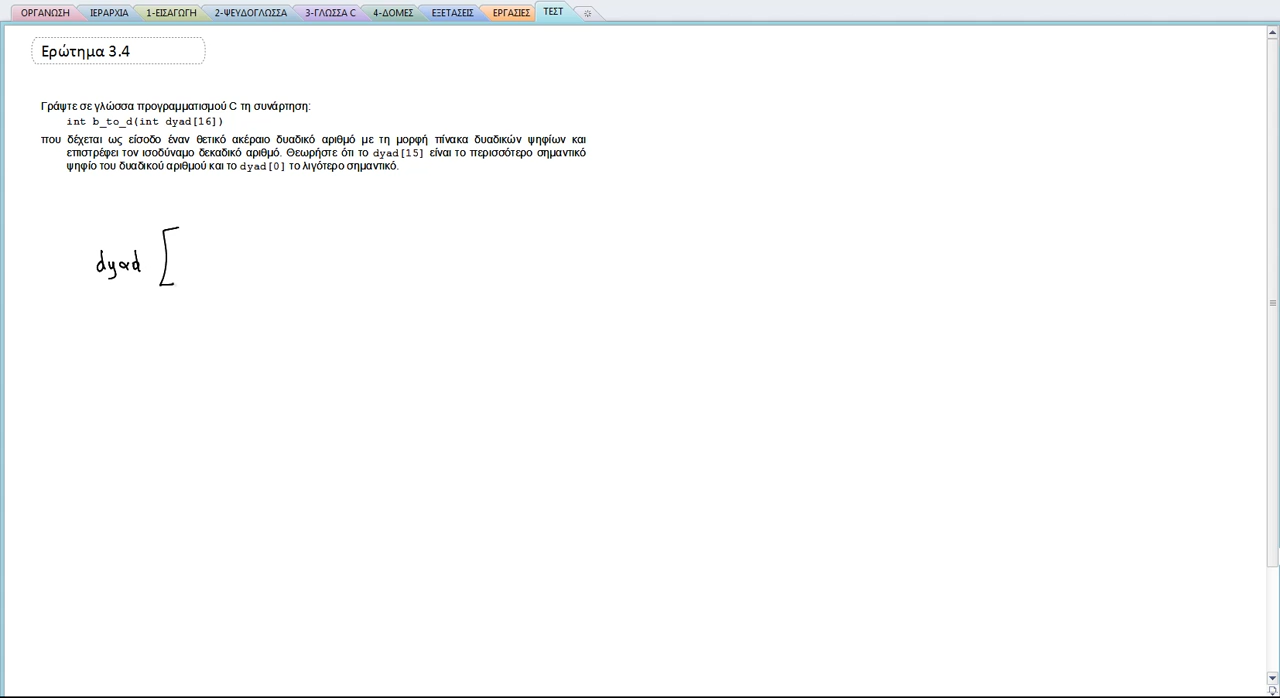 ΟΡΓΑΝΩΣΗ ΙΕΡΑΡΧΙΑ 1-ΕΙΣΑΓΩΓΗ 2-ΨΕΥΔΟΓΛΩΣΣΑ 3-ΓΛΩΣΣΑ C 4-ΔΟΜΕΣ ΕΞΕΤΑΣΕΙΣ ΕΡΓΑΣΙΕΣ ΤΕΣΤ
Ερώτημα 3.4
Γράψτε σε γλώσσα προγραμματισμού C τη συνάρτηση:
int b_to_d(int dyad[16])
που δέχεται ως είσοδο έναν θετικό ακέραιο δυαδικό αριθμό με τη μορφή πίνακα δυαδικών ψηφίων και
επιστρέφει τον ισοδύναμο δεκαδικό αριθμό. Θεωρήστε ότι το dyad[15] είναι το περισσότερο σημαντικό
ψηφίο του δυαδικού αριθμού και το dyad[0] το λιγότερο σημαντικό.
dyad [